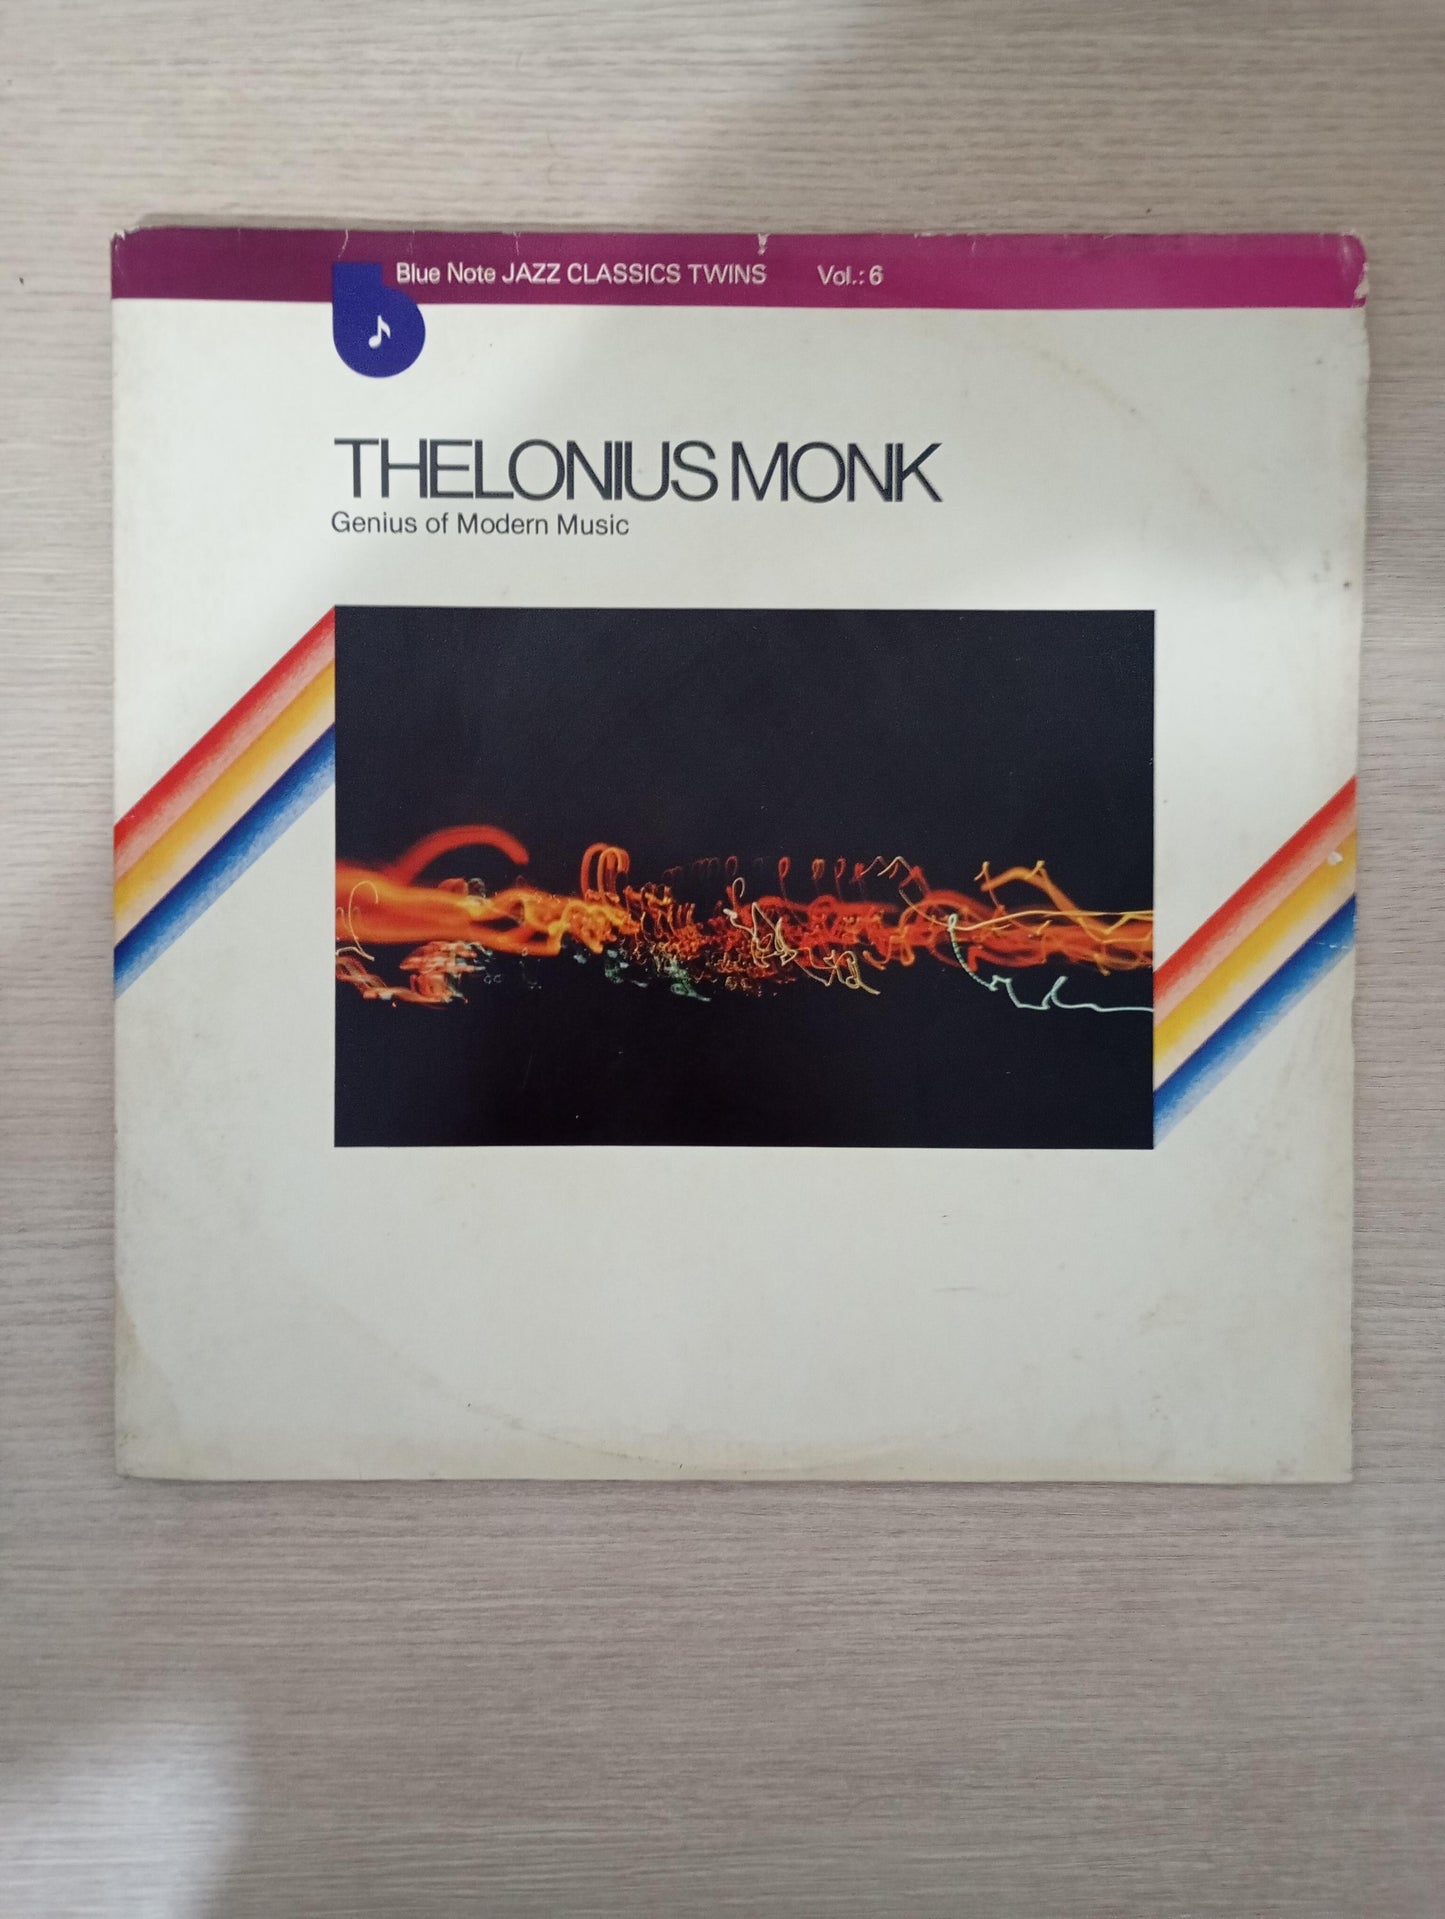 Blue Note JAZZ CLASSICS TWINS Vol.: 6
THELONIUS MONK
Genius of Modern Music